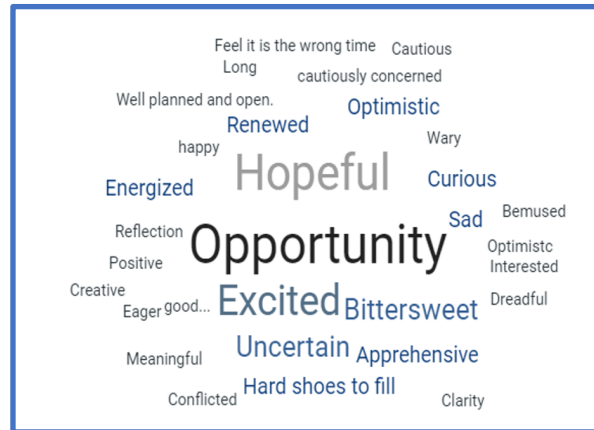 Feel it is the wrong time
Cautious
Long
cautiously concerned
Well planned and open.
Optimistic
Renewed
Wary
happy
Hopeful
Curious
Energized
Sad
Bemused
Reflection
Opportunity
Optimistc
Positive
Interested
Creative
Eager
good...
Excited
Bittersweet
Dreadful
Uncertain
Apprehensive
Meaningful
Hard shoes to fill
Conflicted
Clarity